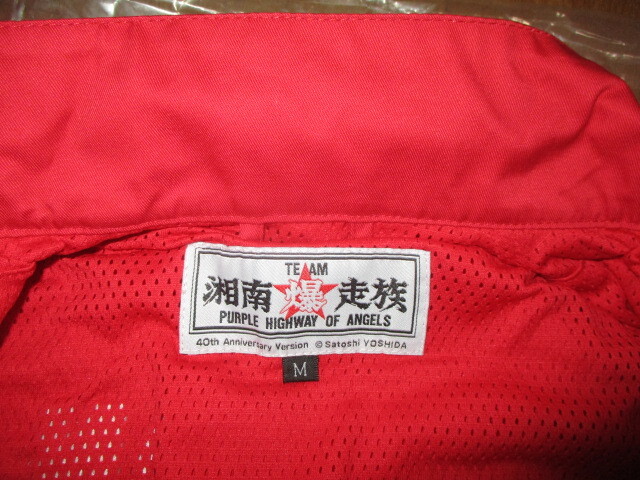 TEAM
湘南爆走族
PURPLE HIGHWAY OF ANGELS
40th Anniversary Version © Satoshi YOSHIDA
M